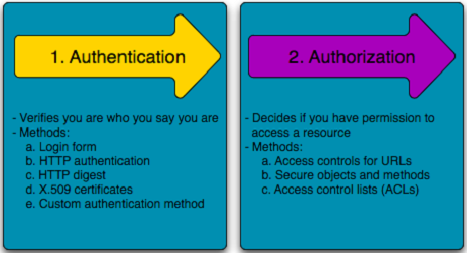 1. Authentication
- Verifies you are who you say you are
- Methods:
a. Login form
b. HTTP authentication
c. HTTP digest
d. X.509 certificates
e. Custom authentication method
2. Authorization
- Decides if you have permission to
access a resource
- Methods:
a. Access controls for URLs
b. Secure objects and methods
c. Access control lists (ACLs)